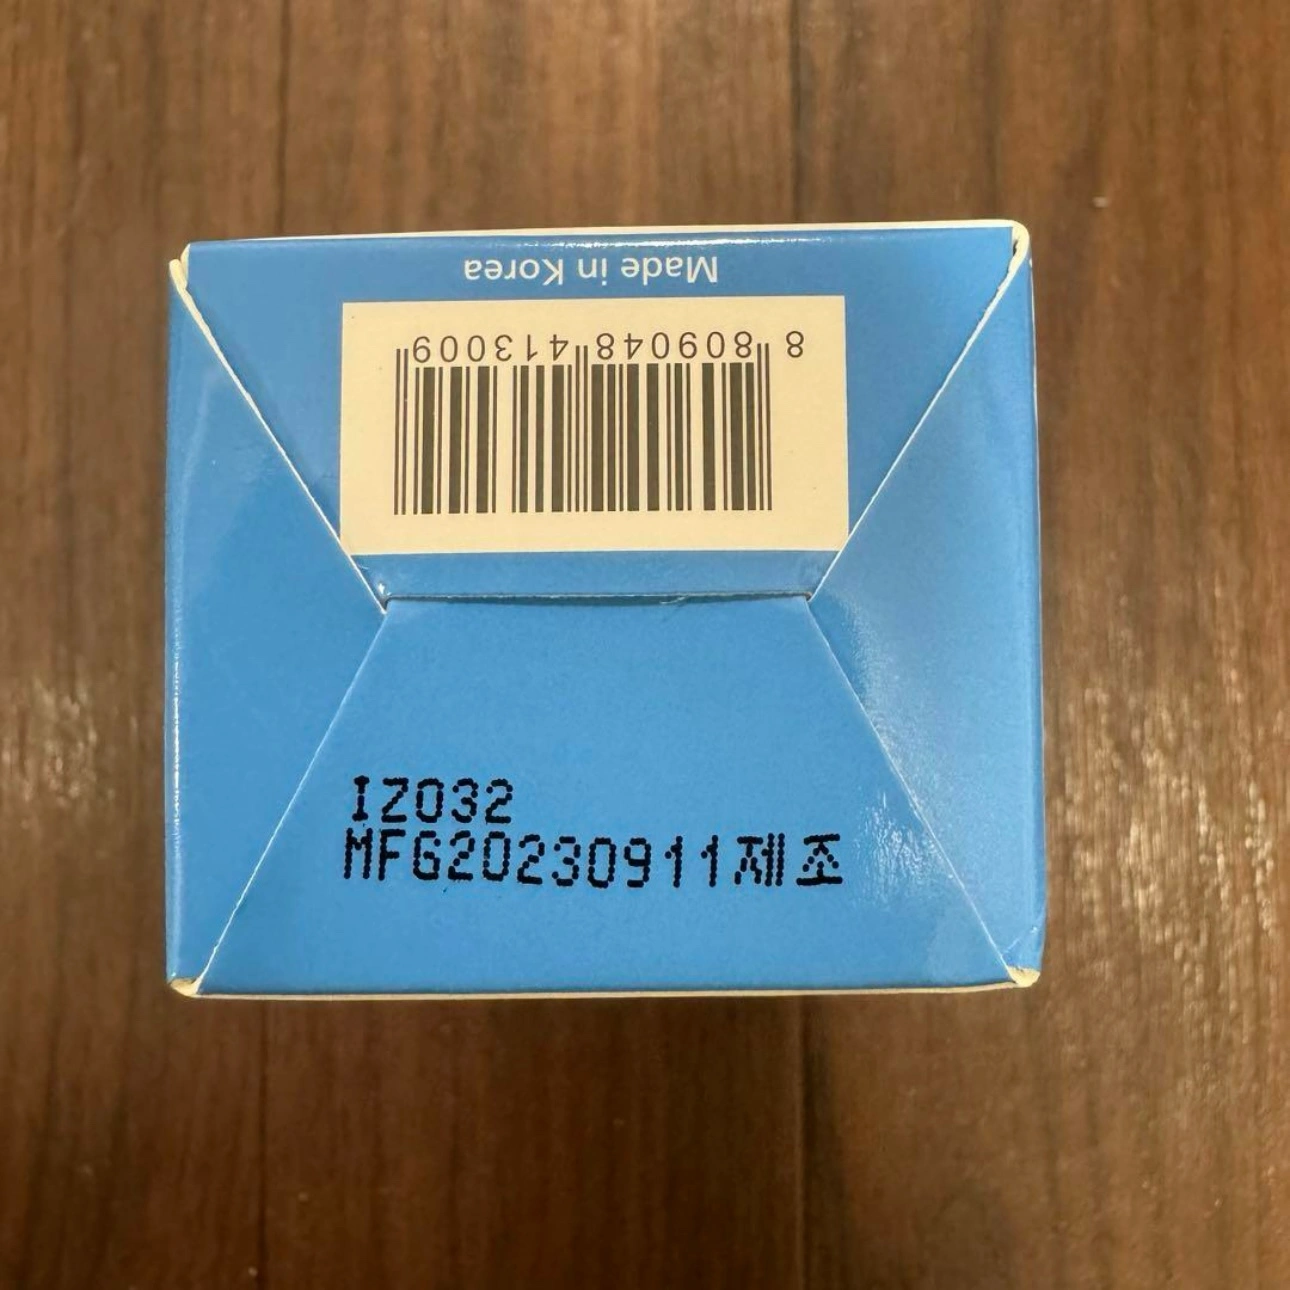 Made in Korea
8 809048 413009
IZ032
MFG20230911제조